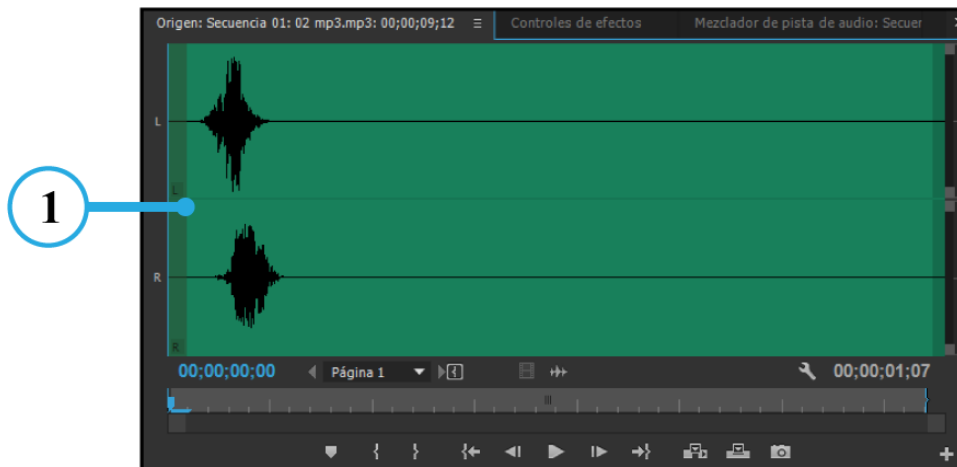 Origen: Secuencia 01: 02 mp3.mp3: 00;00;09;12 Controles de efectos Mezclador de pista de audio: Secuer
L
L
1
R
R
00;00;00;00 Página 1 00;00;01;07